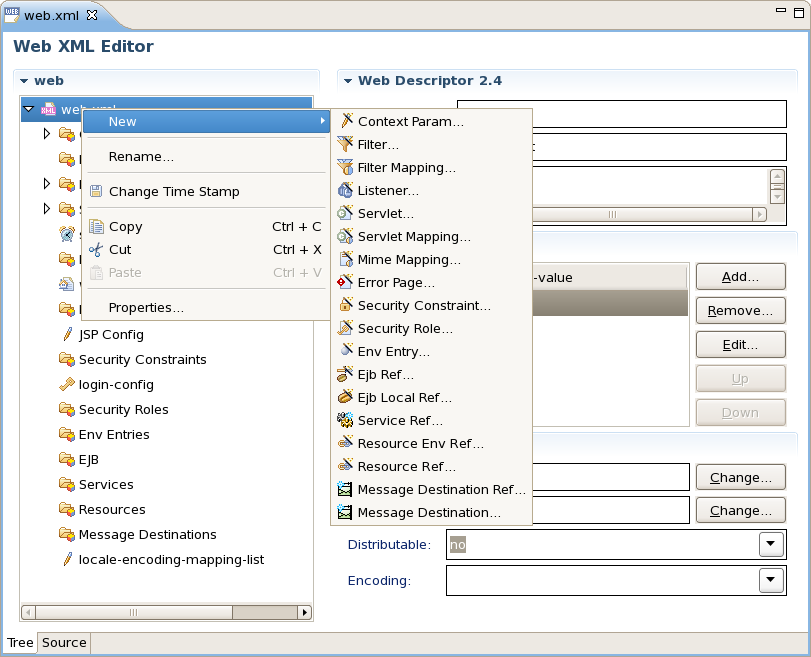 web.xml
Web XML Editor
web
Web Descriptor 2.4
New
Rename...
Change Time Stamp
Copy Ctrl + C
Cut Ctrl + X
Paste Ctrl + V
Properties...
Context Param...
Filter...
Filter Mapping...
Listener...
Servlet...
Servlet Mapping...
Mime Mapping...
Error Page...
Security Constraint...
Security Role...
Env Entry...
Ejb Ref...
Ejb Local Ref...
Service Ref...
Resource Env Ref...
Resource Ref...
Message Destination Ref...
Message Destination...
JSP Config
Security Constraints
login-config
Security Roles
Env Entries
EJB
Services
Resources
Message Destinations
locale-encoding-mapping-list
-value
Add...
Remove...
Edit...
Up
Down
Change...
Change...
Distributable: no
Encoding:
Tree Source